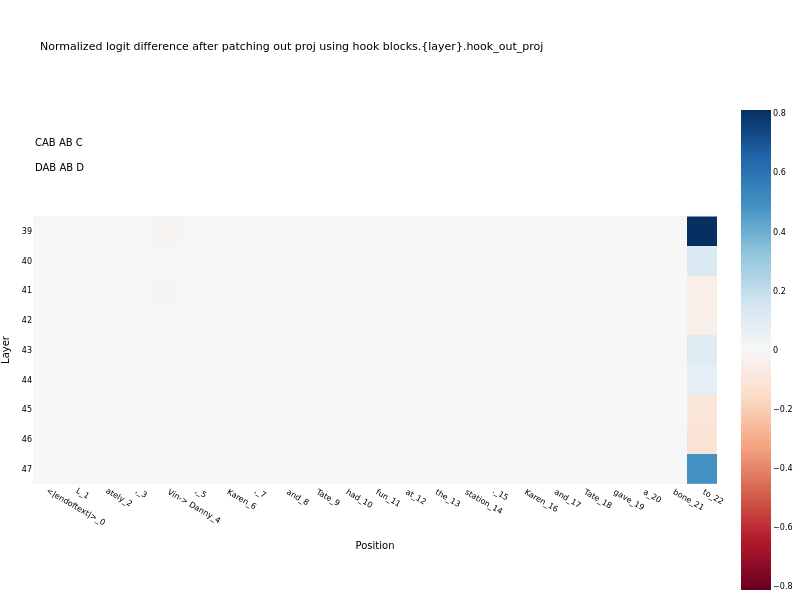 Normalized logit difference after patching out proj using hook blocks.{layer}.hook_out_proj
CAB AB C
DAB AB D
0.8
0.6
0.4
0.2
0
−0.2
−0.4
−0.6
−0.8
Layer
39
40
41
42
43
44
45
46
47
<|endoftext|>_0
L_1
ately_2
,_3
Vin-> Danny_4
,_5
Karen_6
,_7
and_8
Tate_9
had_10
fun_11
at_12
the_13
station_14
._15
Karen_16
and_17
Tate_18
gave_19
a_20
bone_21
to_22
Position